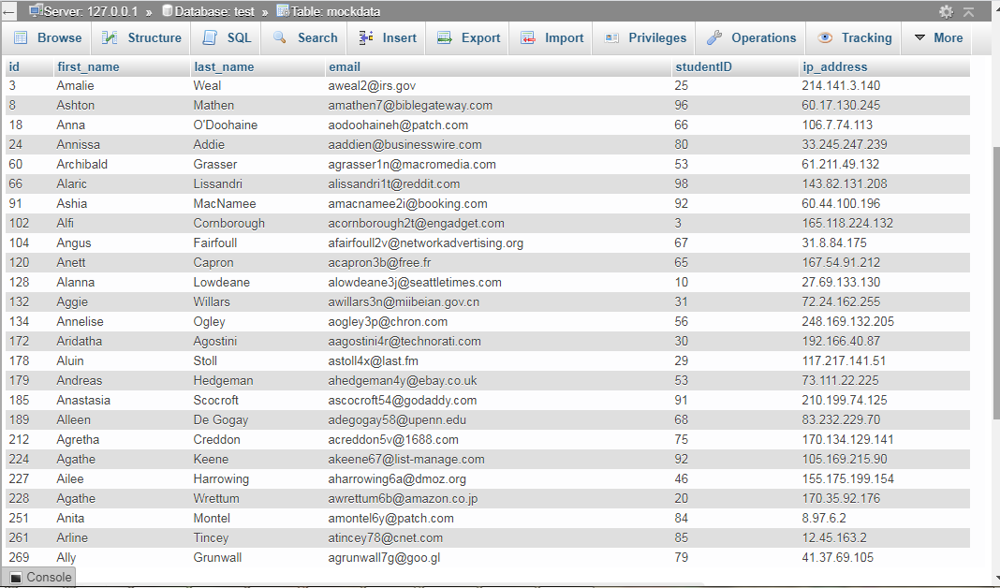 Server: 127.0.0.1 » Database: test » Table: mockdata
Browse Structure SQL Search Insert Export Import Privileges Operations Tracking More
id first_name last_name email studentID ip_address
3 Amalie Weal aweal2@irs.gov 25 214.141.3.140
8 Ashton Mathen amathen7@biblegateway.com 96 60.17.130.245
18 Anna O'Doohaine aodoohaineh@patch.com 66 106.7.74.113
24 Annissa Addie aaddien@businesswire.com 80 33.245.247.239
60 Archibald Grasser agrasser1n@macromedia.com 53 61.211.49.132
66 Alaric Lissandri alissandri1t@reddit.com 98 143.82.131.208
91 Ashia MacNamee amacnamee2i@booking.com 92 60.44.100.196
102 Alfi Cornborough acornborough2t@engadget.com 3 165.118.224.132
104 Angus Fairfoull afairfoull2v@networkadvertising.org 67 31.8.84.175
120 Anett Capron acapron3b@free.fr 65 167.54.91.212
128 Alanna Lowdeane alowdeane3j@seattletimes.com 10 27.69.133.130
132 Aggie Willars awillars3n@miibeian.gov.cn 31 72.24.162.255
134 Annelise Ogley aogley3p@chron.com 56 248.169.132.205
172 Aridatha Agostini aagostini4r@technorati.com 30 192.166.40.87
178 Aluin Stoll astoll4x@last.fm 29 117.217.141.51
179 Andreas Hedgeman ahedgeman4y@ebay.co.uk 53 73.111.22.225
185 Anastasia Scocroft ascocroft54@godaddy.com 91 210.199.74.125
189 Alleen De Gogay adegogay58@upenn.edu 68 83.232.229.70
212 Agretha Creddon acreddon5v@1688.com 75 170.134.129.141
224 Agathe Keene akeene67@list-manage.com 92 105.169.215.90
227 Ailee Harrowing aharrowing6a@dmoz.org 46 155.175.199.154
228 Agathe Wrettum awrettum6b@amazon.co.jp 20 170.35.92.176
251 Anita Montel amontel6y@patch.com 84 8.97.6.2
261 Arline Tincey atincey78@cnet.com 85 12.45.163.2
269 Ally Grunwall agrunwall7g@goo.gl 79 41.37.69.105
Console